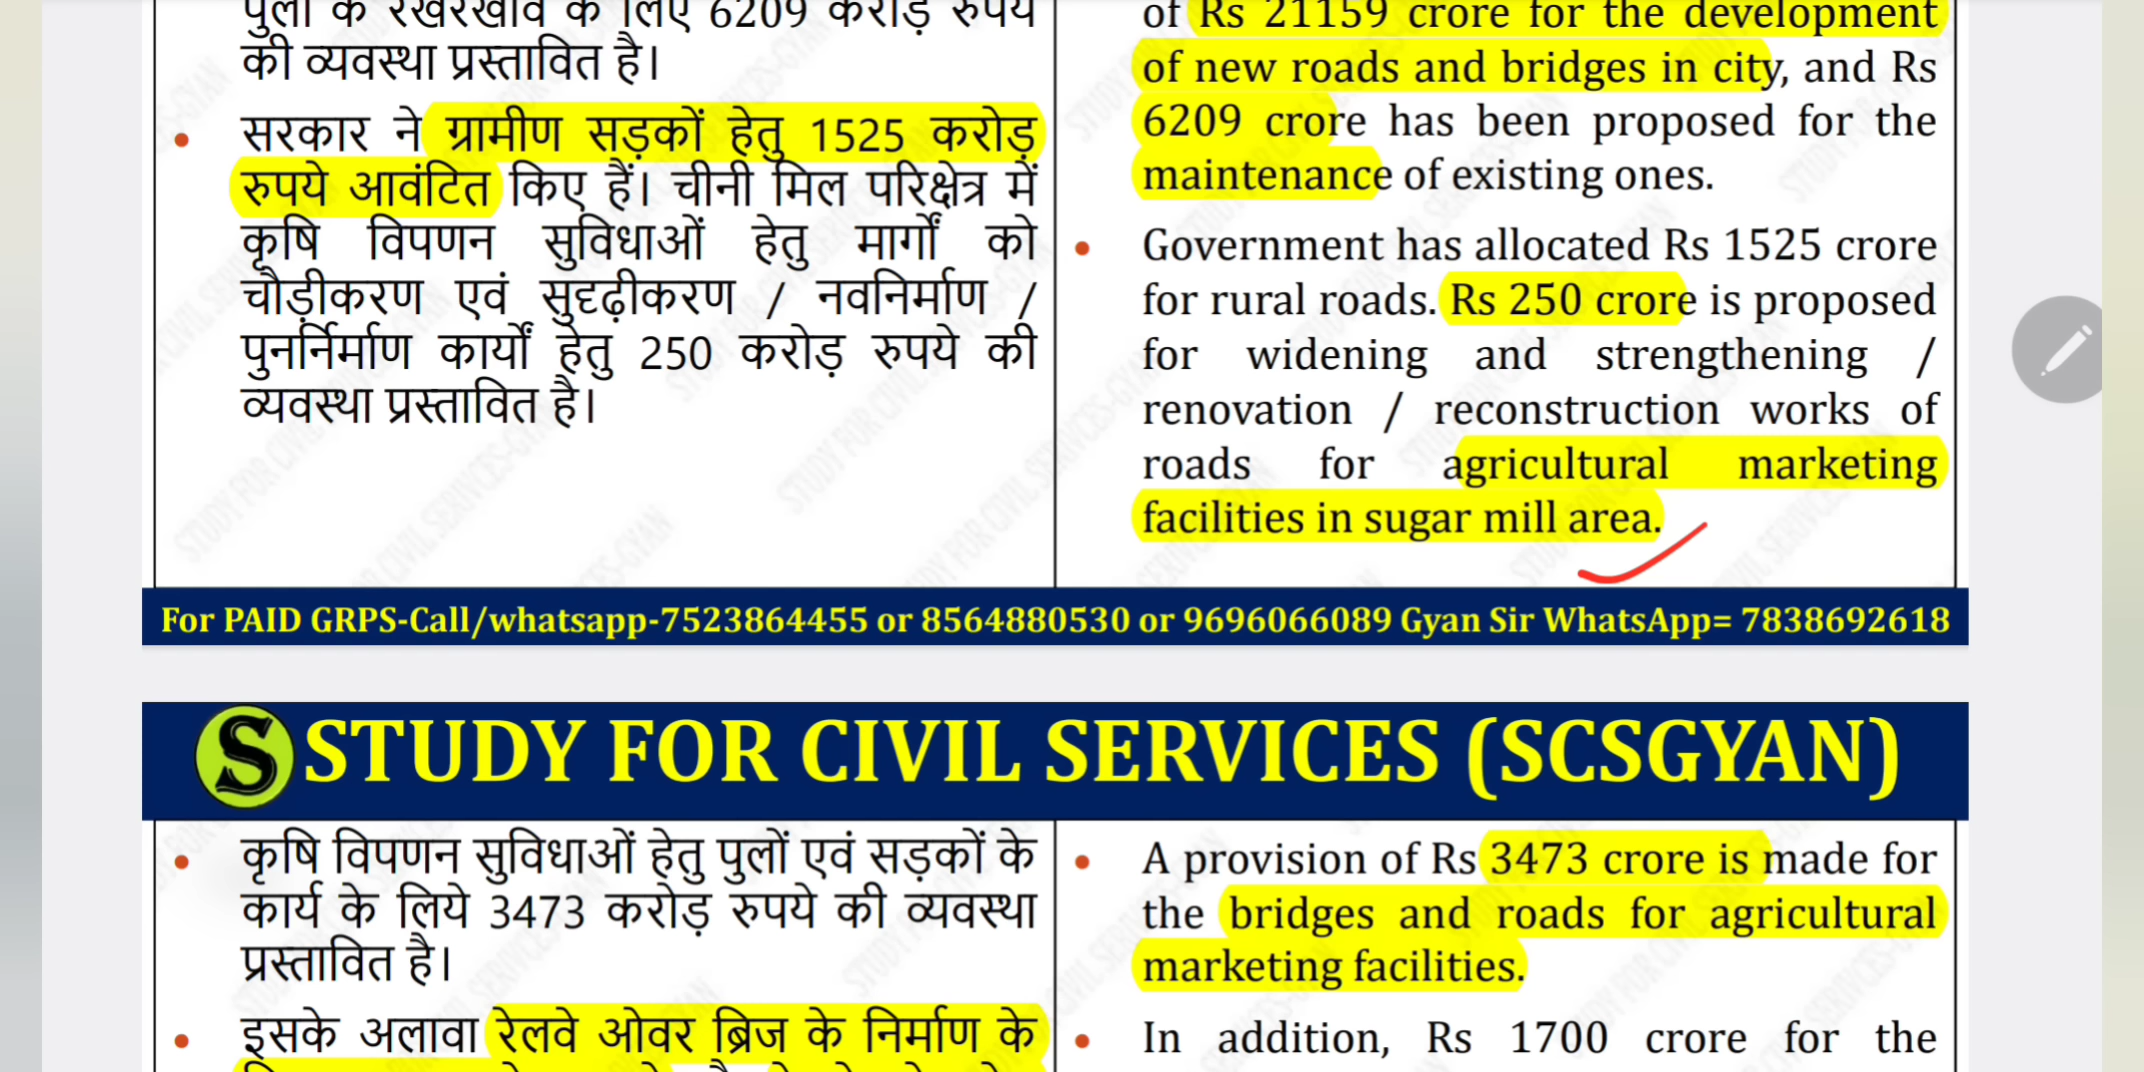 पुलों के रखरखाव के लिए 6209 करोड़ रुपये
की व्यवस्था प्रस्तावित है।
सरकार ने ग्रामीण सड़कों हेतु 1525 करोड़
रुपये आवंटित किए हैं। चीनी मिल परिक्षेत्र में
कृषि विपणन सुविधाओं हेतु मार्गों को
चौड़ीकरण एवं सुदृढ़ीकरण / नवनिर्माण /
पुनर्निर्माण कार्यों हेतु 250 करोड़ रुपये की
व्यवस्था प्रस्तावित है।
of Rs 21159 crore for the development
of new roads and bridges in city, and Rs
6209 crore has been proposed for the
maintenance of existing ones.
Government has allocated Rs 1525 crore
for rural roads. Rs 250 crore is proposed
for widening and strengthening /
renovation / reconstruction works of
roads for agricultural marketing
facilities in sugar mill area.
For PAID GRPS-Call/whatsapp-7523864455 or 8564880530 or 9696066089 Gyan Sir WhatsApp= 7838692618
S STUDY FOR CIVIL SERVICES (SCSGYAN)
कृषि विपणन सुविधाओं हेतु पुलों एवं सड़कों के
कार्य के लिये 3473 करोड़ रुपये की व्यवस्था
प्रस्तावित है।
इसके अलावा रेलवे ओवर ब्रिज के निर्माण के
A provision of Rs 3473 crore is made for
the bridges and roads for agricultural
marketing facilities.
In addition, Rs 1700 crore for the